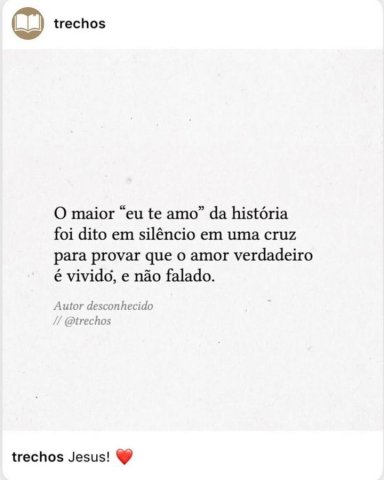 trechos
O maior “eu te amo” da história
foi dito em silêncio em uma cruz
para provar que o amor verdadeiro
é vivido, e não falado.
Autor desconhecido
// @trechos
trechos Jesus! ❤️